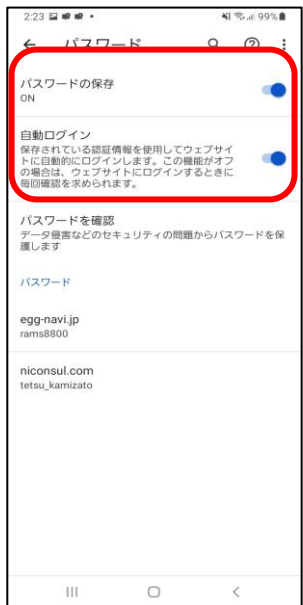 2:23
99%
パスワード
パスワードの保存
ON
自動ログイン
保存されている認証情報を使用してウェブサイ
トに自動的にログインします。この機能がオフ
の場合は、ウェブサイトにログインするときに
毎回確認を求められます。
パスワードを確認
データ侵害などのセキュリティの問題からパスワードを保
護します
パスワード
egg-navi.jp
rams8800
niconsul.com
tetsu_kamizato